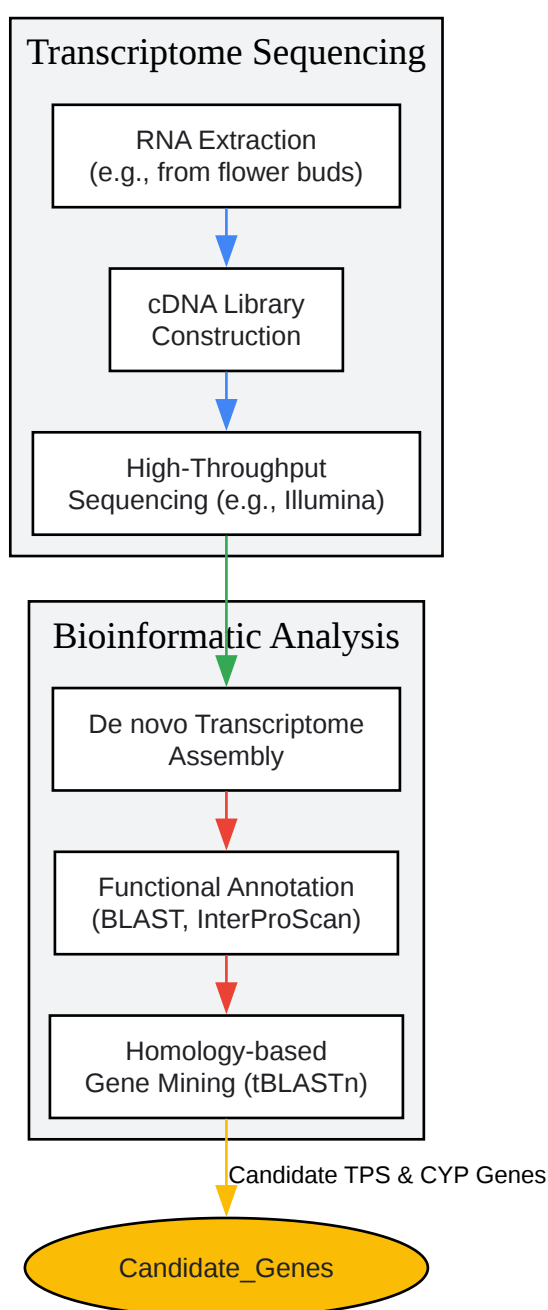 Transcriptome Sequencing
RNA Extraction
(e.g., from flower buds)
cDNA Library
Construction
High-Throughput
Sequencing (e.g., Illumina)
Bioinformatic Analysis
De novo Transcriptome
Assembly
Functional Annotation
(BLAST, InterProScan)
Homology-based
Gene Mining (tBLASTn)
Candidate TPS & CYP Genes
Candidate_Genes